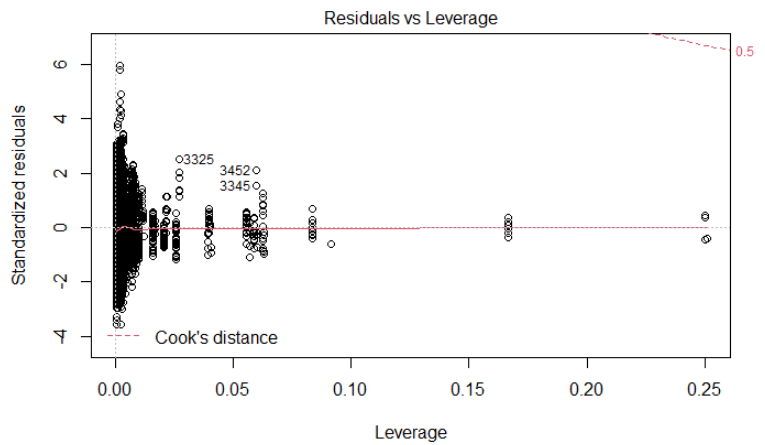 Residuals vs Leverage
Standardized residuals
6
4
2
0
-2
-4
0.5
3325
3452
3345
Cook's distance
0.00 0.05 0.10 0.15 0.20 0.25
Leverage